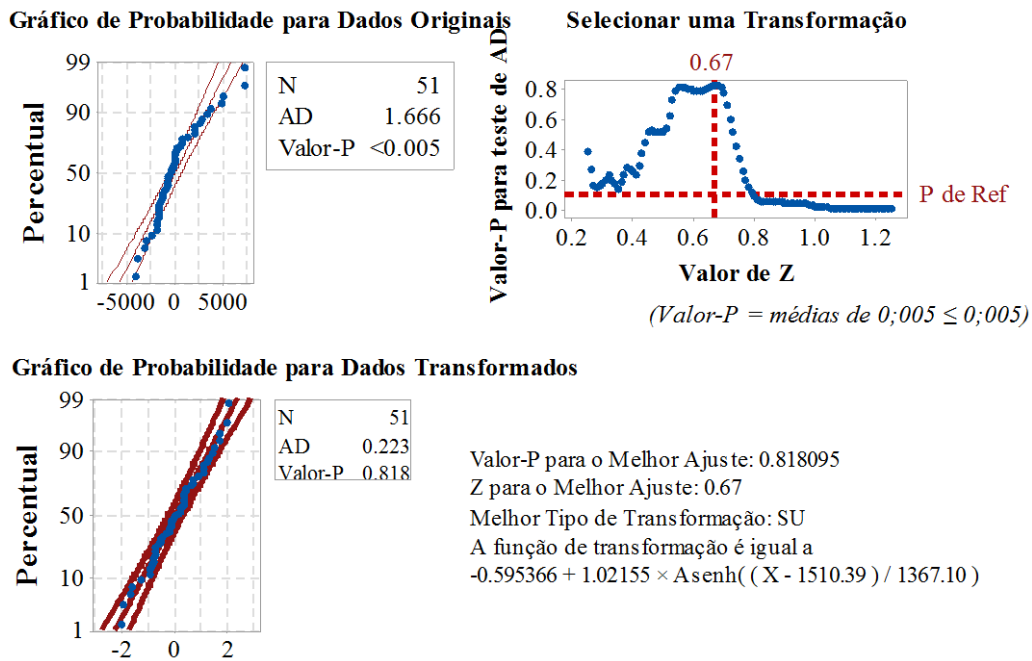 Gráfico de Probabilidade para Dados Originais
99
90
50
10
1
Percentual
-5000 0 5000
N 51
AD 1.666
Valor-P <0.005
Selecionar uma Transformação
0.67
0.8
0.6
0.4
0.2
0.0
Valor-P para teste de AD
P de Ref
0.2 0.4 0.6 0.8 1.0 1.2
Valor de Z
(Valor-P = médias de 0;005 ≤ 0;005)
Gráfico de Probabilidade para Dados Transformados
99
90
50
10
1
Percentual
-2 0 2
N 51
AD 0.223
Valor-P 0.818
Valor-P para o Melhor Ajuste: 0.818095
Z para o Melhor Ajuste: 0.67
Melhor Tipo de Transformação: SU
A função de transformação é igual a
-0.595366 + 1.02155 × Asenh( ( X - 1510.39 ) / 1367.10 )